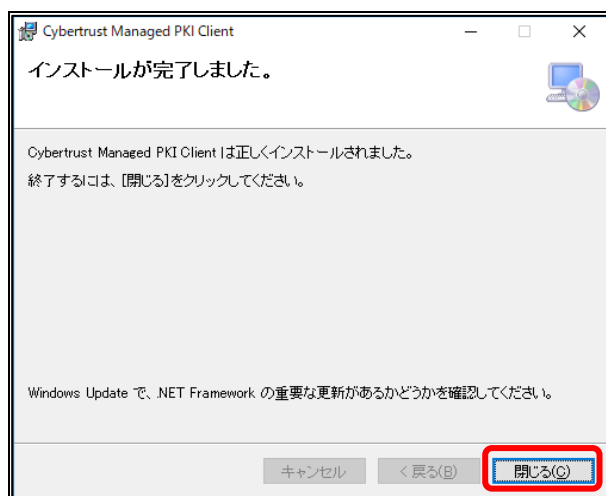 Cybertrust Managed PKI Client
インストールが完了しました。
Cybertrust Managed PKI Client は正しくインストールされました。
終了するには、[閉じる]をクリックしてください。
Windows Update で、.NET Framework の重要な更新があるかどうかを確認してください。
キャンセル
< 戻る(B)
閉じる(C)